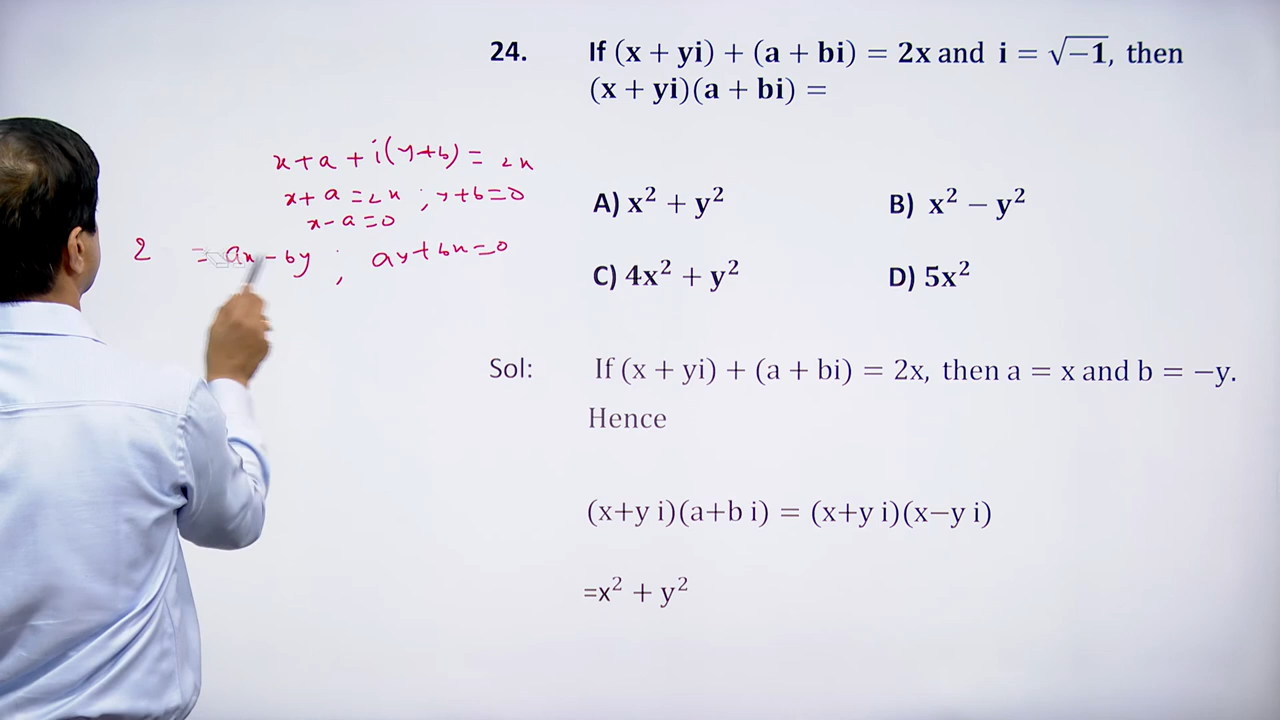 24. If (x + yi) + (a + bi) = 2x and i = √−1, then
(x + yi)(a + bi) =
A) x² + y²
B) x² − y²
C) 4x² + y²
D) 5x²
Sol: If (x + yi) + (a + bi) = 2x, then a = x and b = −y.
Hence
(x+y i)(a+b i) = (x+y i)(x−y i)
=x² + y²
x+a + i(y+b) = 2x
x+a = 2x ; y+b=0
x-a=0
2 = ax - by ; ay+bx=0